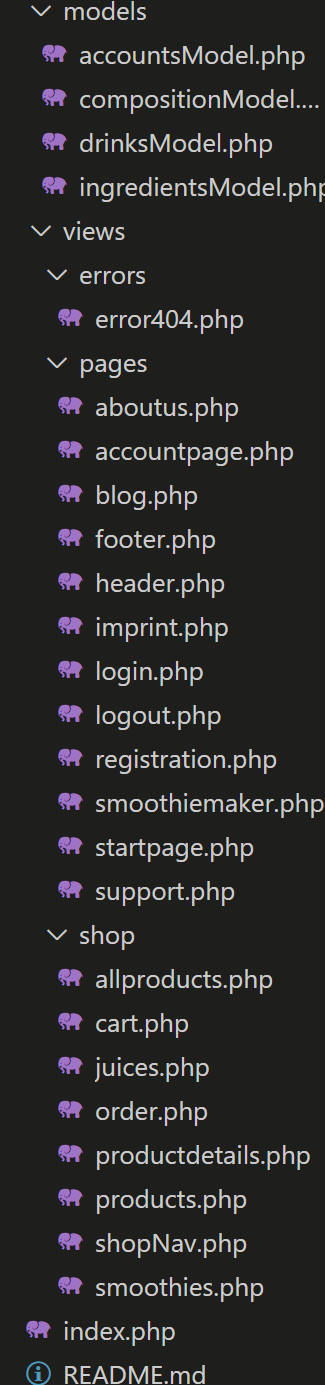 models
accountsModel.php
compositionModel....
drinksModel.php
ingredientsModel.php
views
errors
error404.php
pages
aboutus.php
accountpage.php
blog.php
footer.php
header.php
imprint.php
login.php
logout.php
registration.php
smoothiemaker.php
startpage.php
support.php
shop
allproducts.php
cart.php
juices.php
order.php
productdetails.php
products.php
shopNav.php
smoothies.php
index.php
README.md